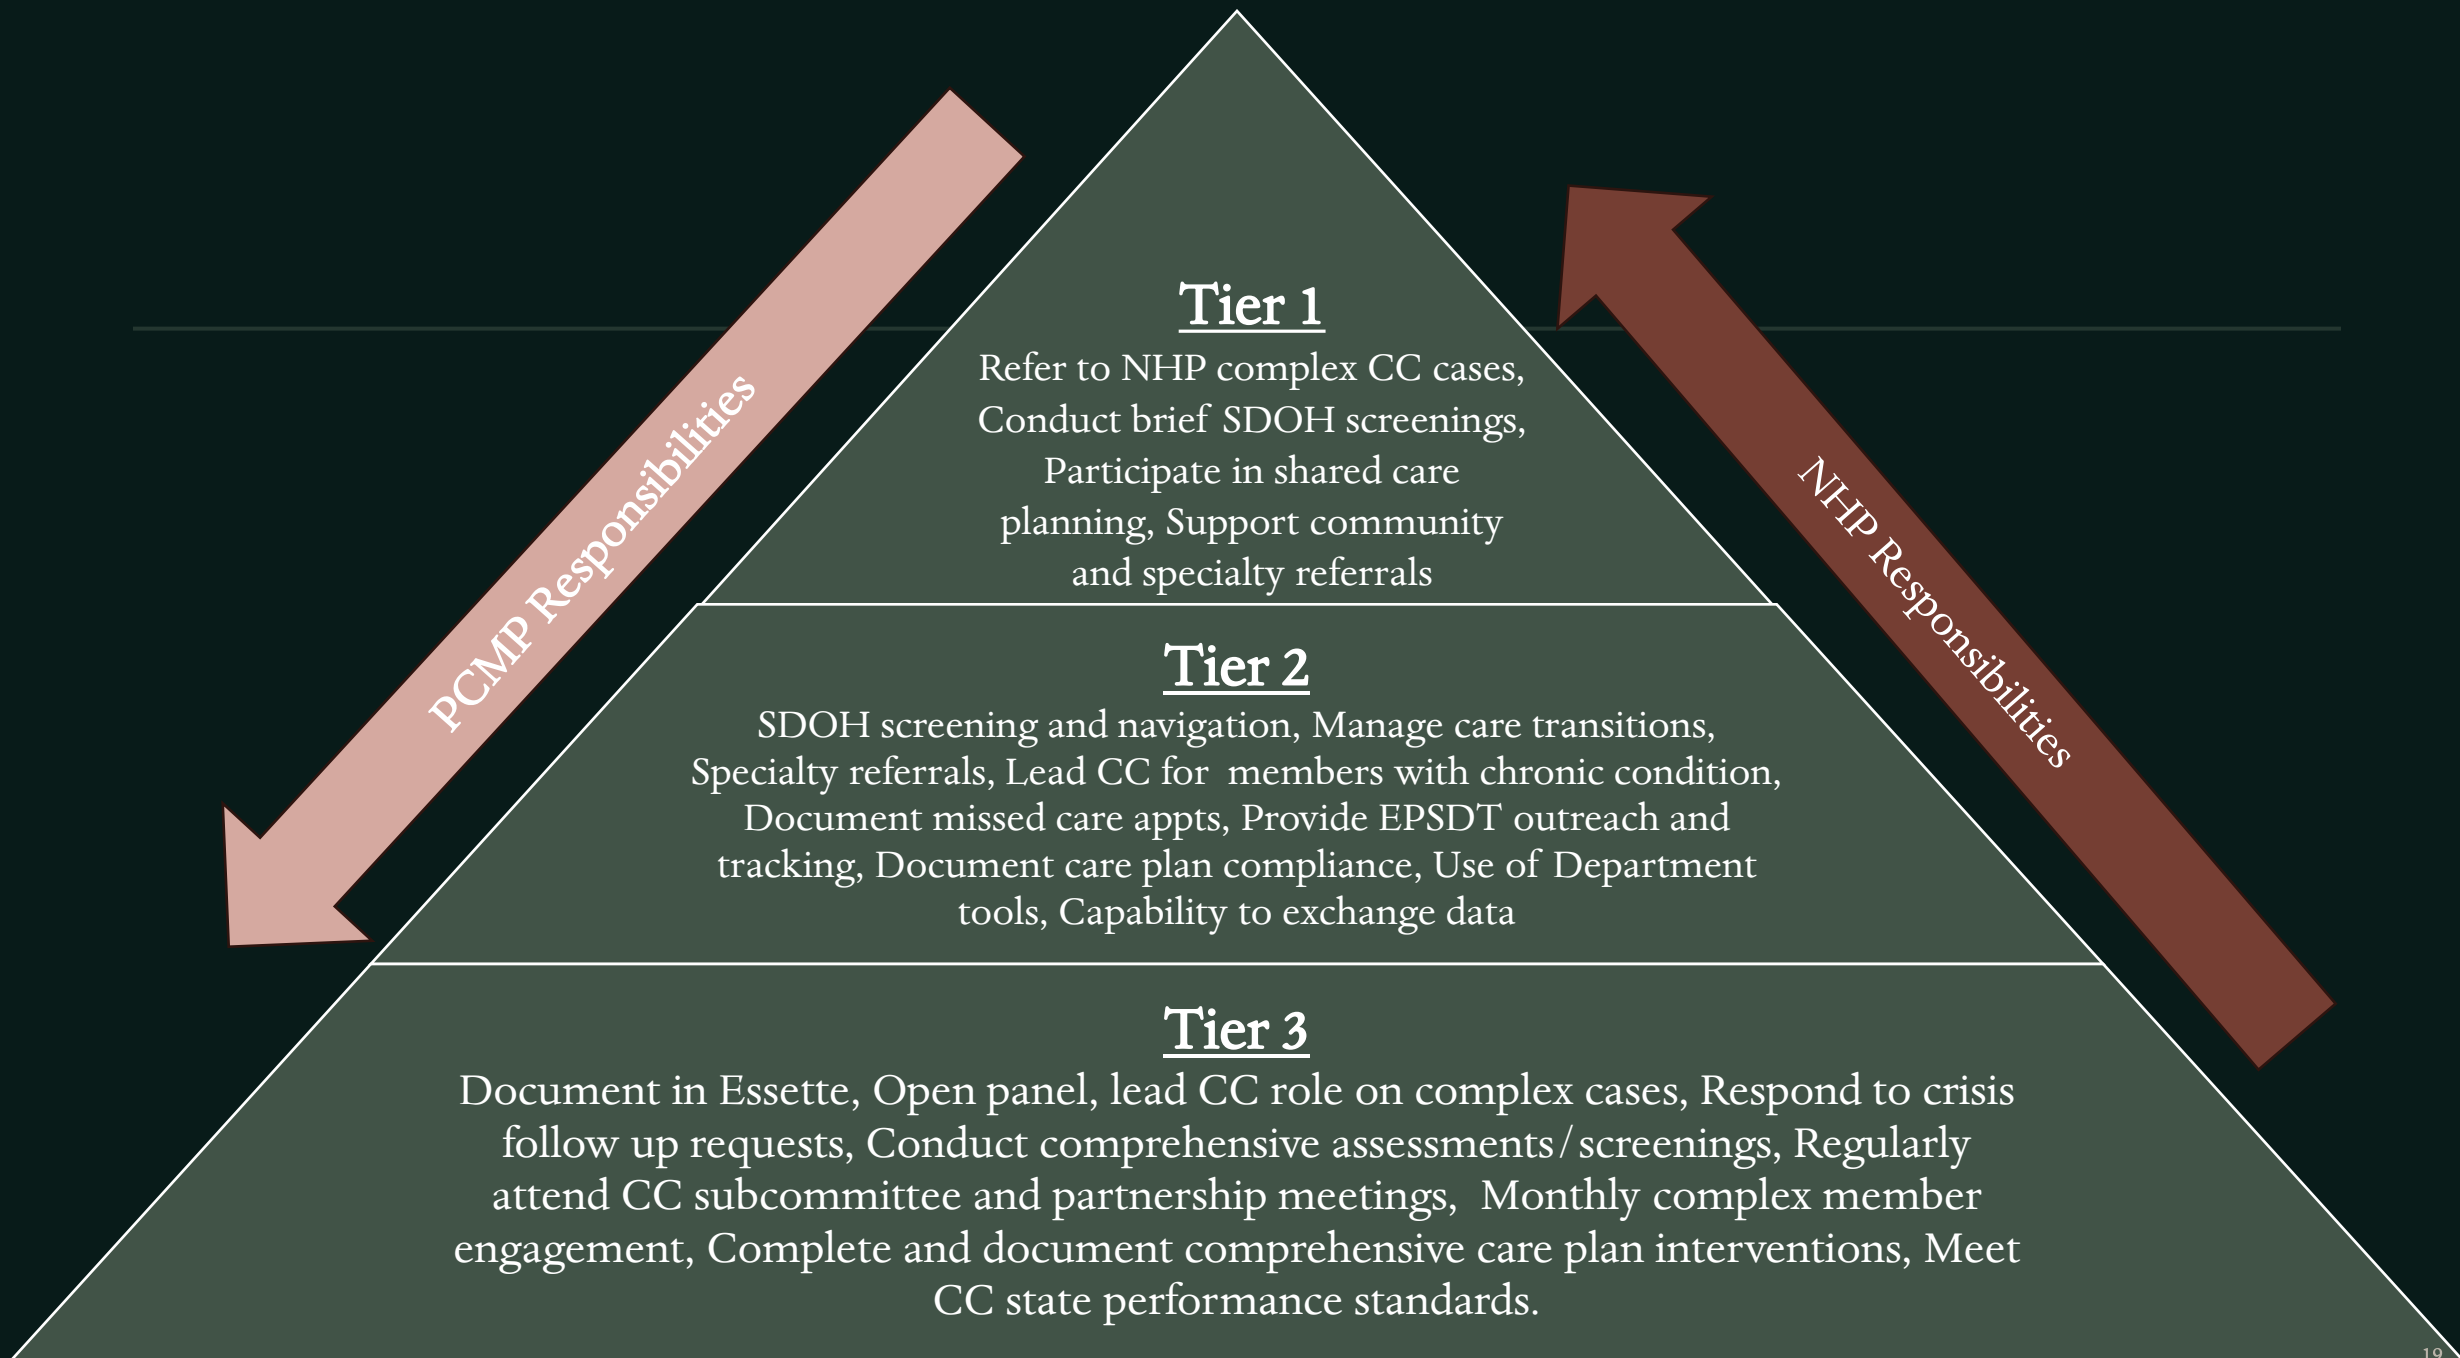 PCMP Responsibilities
NHP Responsibilities
Tier 1
Refer to NHP complex CC cases,
Conduct brief SDOH screenings,
Participate in shared care
planning, Support community
and specialty referrals
Tier 2
SDOH screening and navigation, Manage care transitions,
Specialty referrals, Lead CC for members with chronic condition,
Document missed care appts, Provide EPSDT outreach and
tracking, Document care plan compliance, Use of Department
tools, Capability to exchange data
Tier 3
Document in Essette, Open panel, lead CC role on complex cases, Respond to crisis
follow up requests, Conduct comprehensive assessments/screenings, Regularly
attend CC subcommittee and partnership meetings, Monthly complex member
engagement, Complete and document comprehensive care plan interventions, Meet
CC state performance standards.
19